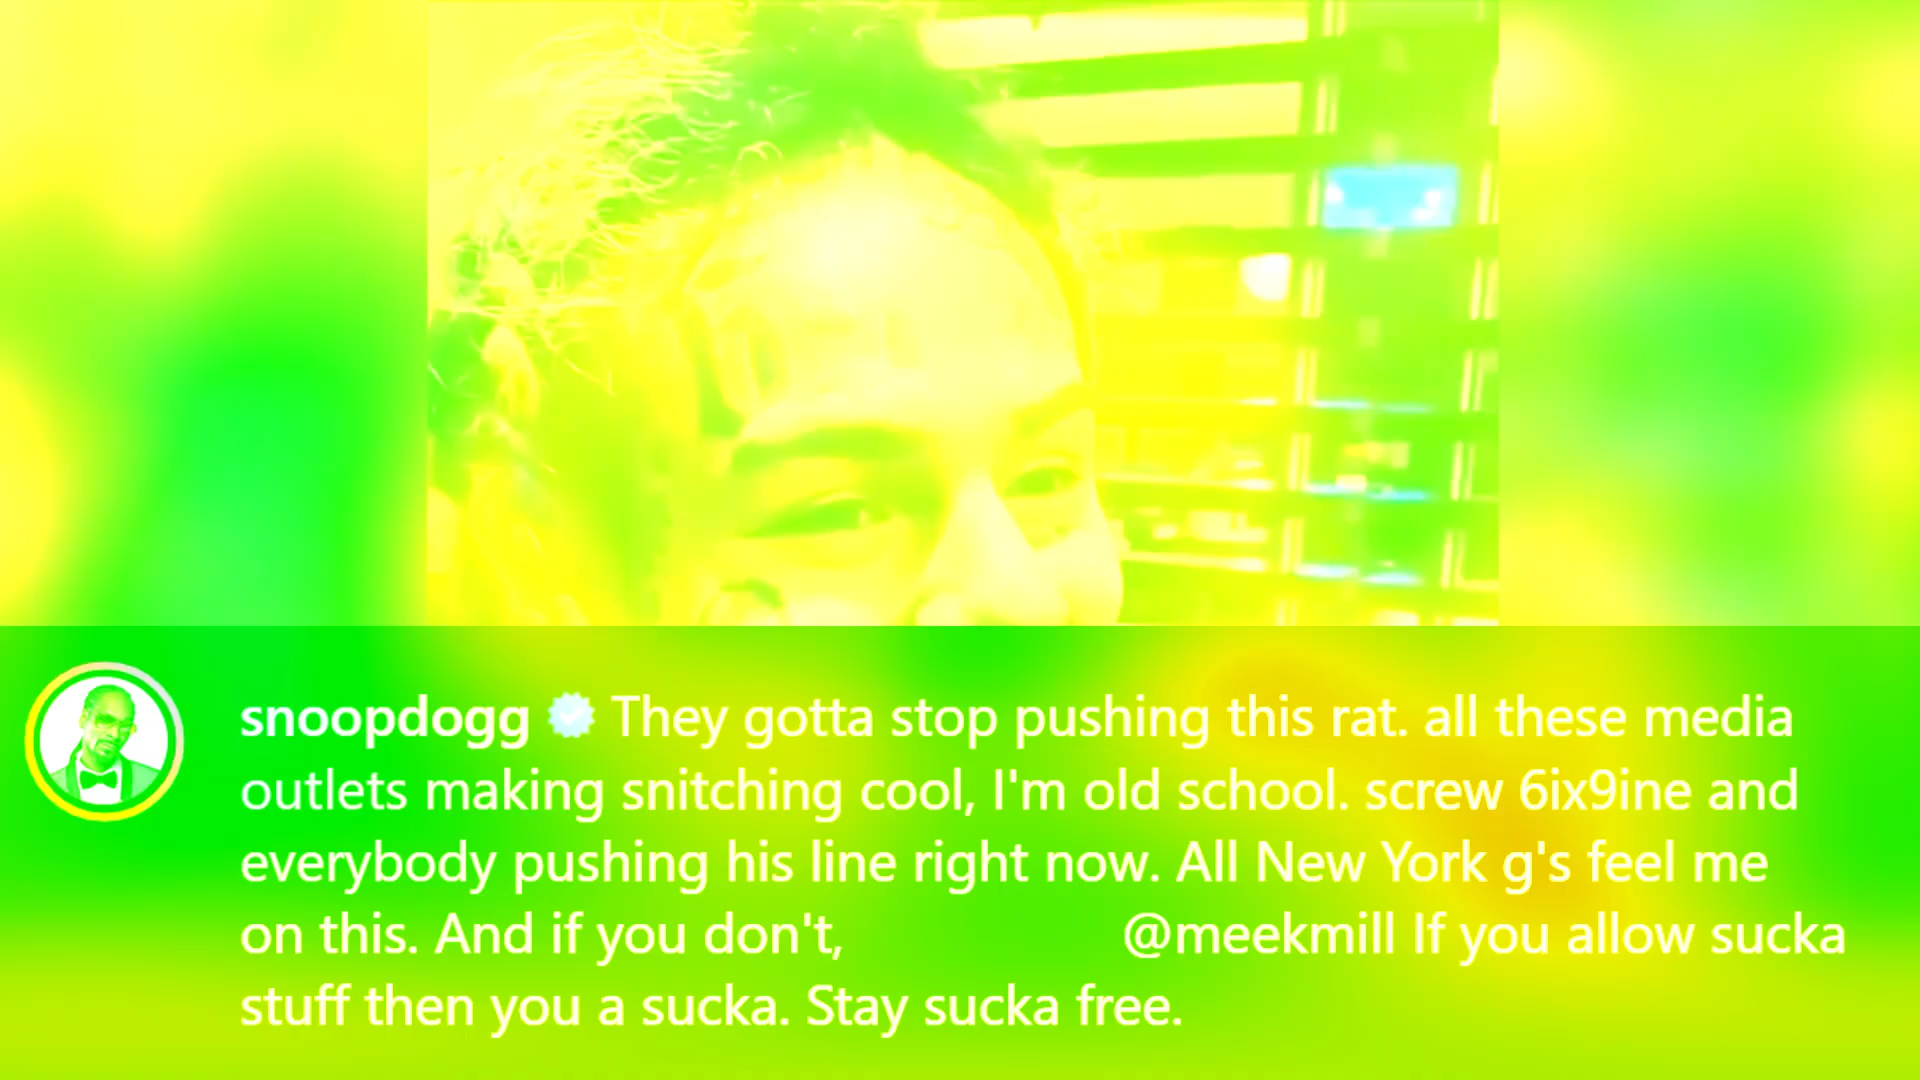 snoopdogg They gotta stop pushing this rat. all these media
outlets making snitching cool, I'm old school. screw 6ix9ine and
everybody pushing his line right now. All New York g's feel me
on this. And if you don't, @meekmill If you allow sucka
stuff then you a sucka. Stay sucka free.